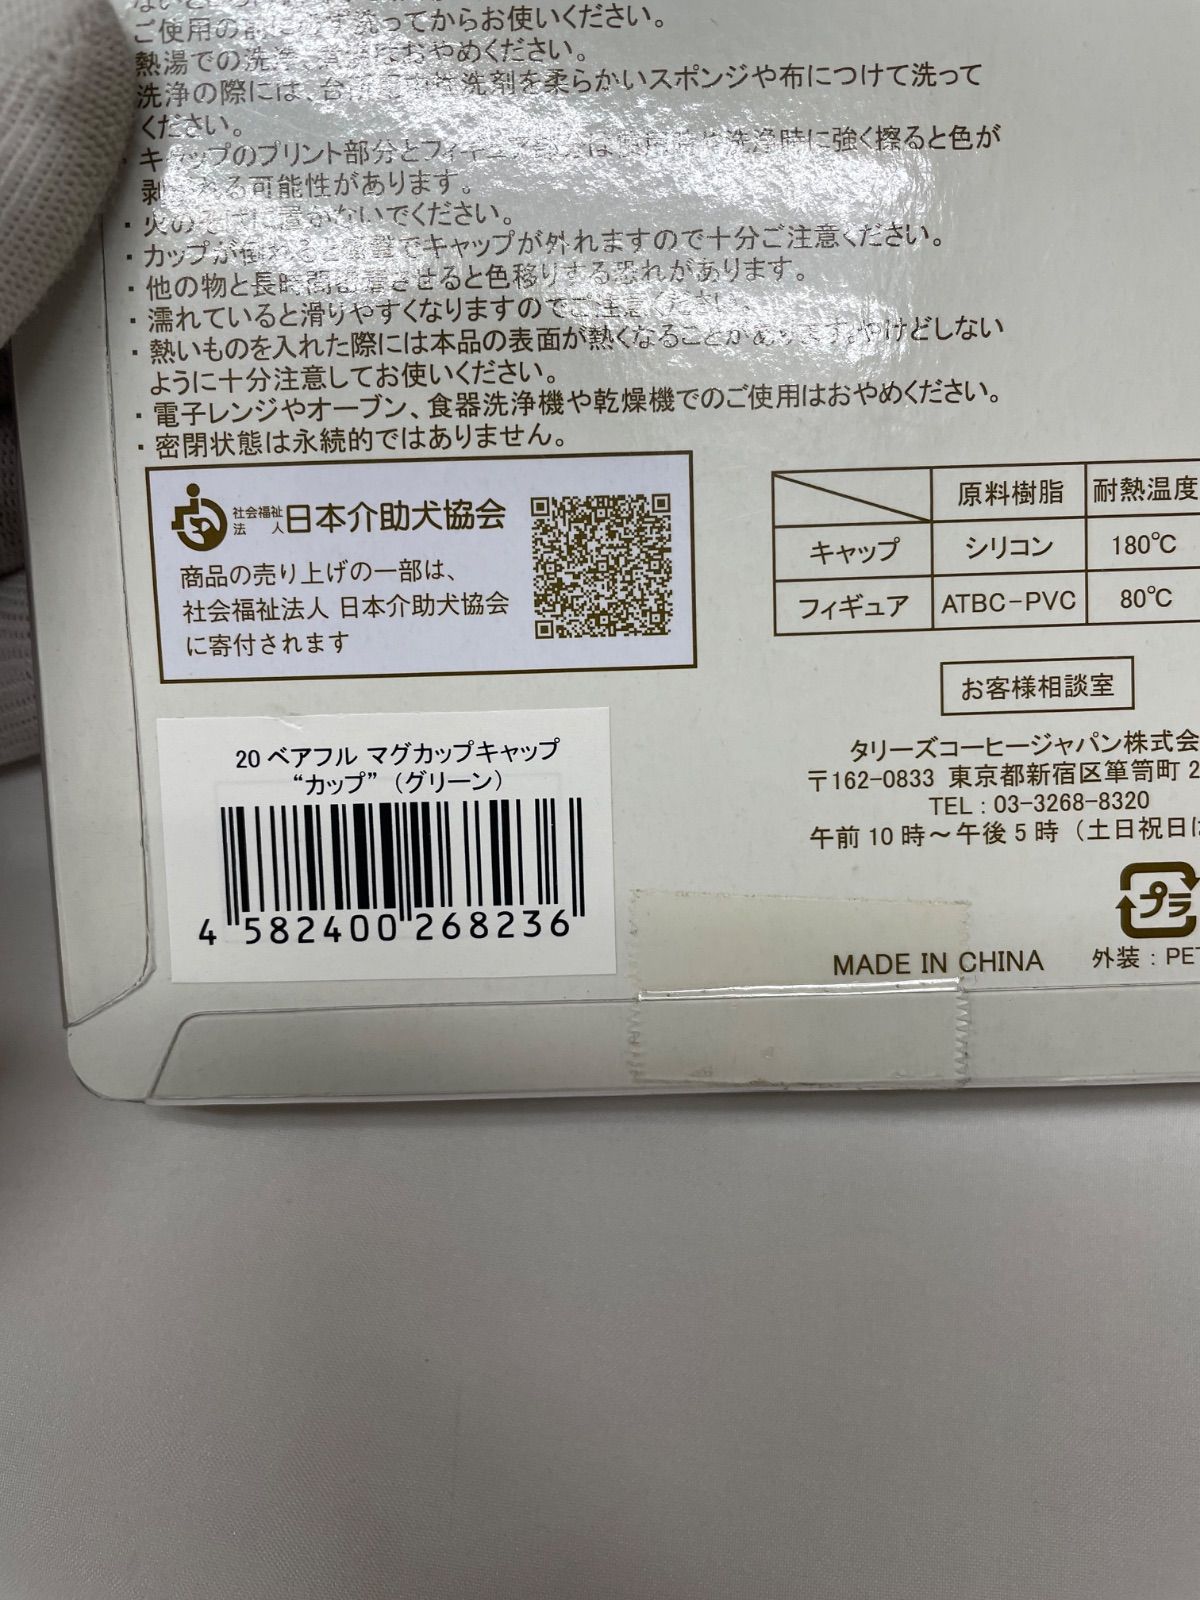 ご使用の前に必ず洗ってからお使いください。
熱湯での洗浄、おやめください。
洗浄の際には、台所用中性洗剤を柔らかいスポンジや布につけて洗って
ください。
キャップのプリント部分とフィギュア は 洗浄時に強く擦ると色が
剥がれる可能性があります。
・火のそばに置かないでください。
・カップが倒れると衝撃でキャップが外れますので十分ご注意ください。
・他の物と長時間密着させると色移りする恐れがあります。
・濡れていると滑りやすくなりますのでご注意ください。
・熱いものを入れた際には本品の表面が熱くなることがあります。やけどしない
ように十分注意してお使いください。
・電子レンジやオーブン、食器洗浄機や乾燥機でのご使用はおやめください。
・密閉状態は永続的ではありません。
社会福祉法人 日本介助犬協会
商品の売り上げの一部は、
社会福祉法人 日本介助犬協会
に寄付されます
原料樹脂 耐熱温度
キャップ シリコン 180℃
フィギュア ATBC-PVC 80℃
お客様相談室
タリーズコーヒージャパン株式会
〒162-0833 東京都新宿区箪笥町 2
TEL : 03-3268-8320
午前 10 時～午後 5 時（土日祝日は
20 ベアフル マグカップキャップ
“カップ”（グリーン）
4 582400 268236
プラ
MADE IN CHINA
外装 : PET